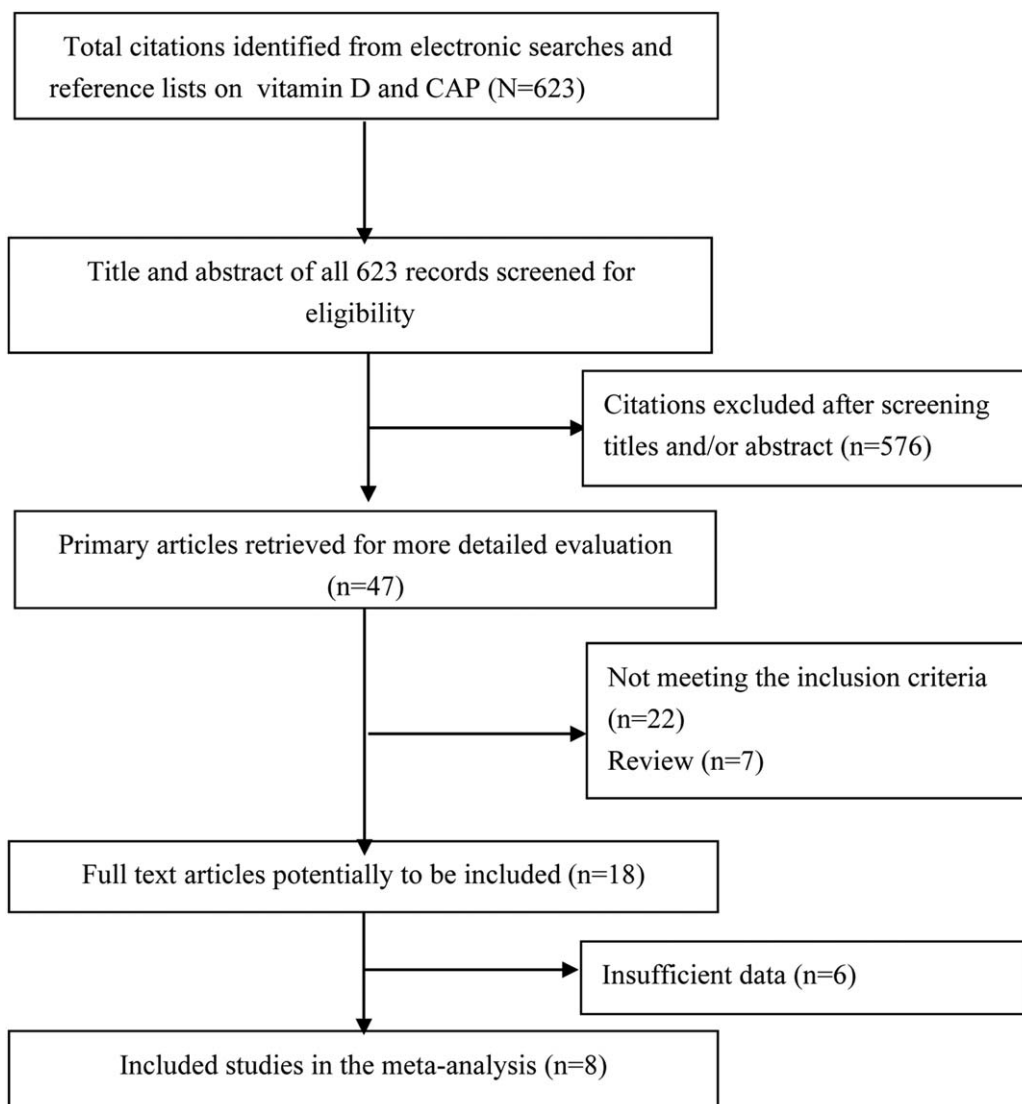 Total citations identified from electronic searches and
reference lists on vitamin D and CAP (N=623)
Title and abstract of all 623 records screened for
eligibility
Citations excluded after screening
titles and/or abstract (n=576)
Primary articles retrieved for more detailed evaluation
(n=47)
Not meeting the inclusion criteria
(n=22)
Review (n=7)
Full text articles potentially to be included (n=18)
Insufficient data (n=6)
Included studies in the meta-analysis (n=8)